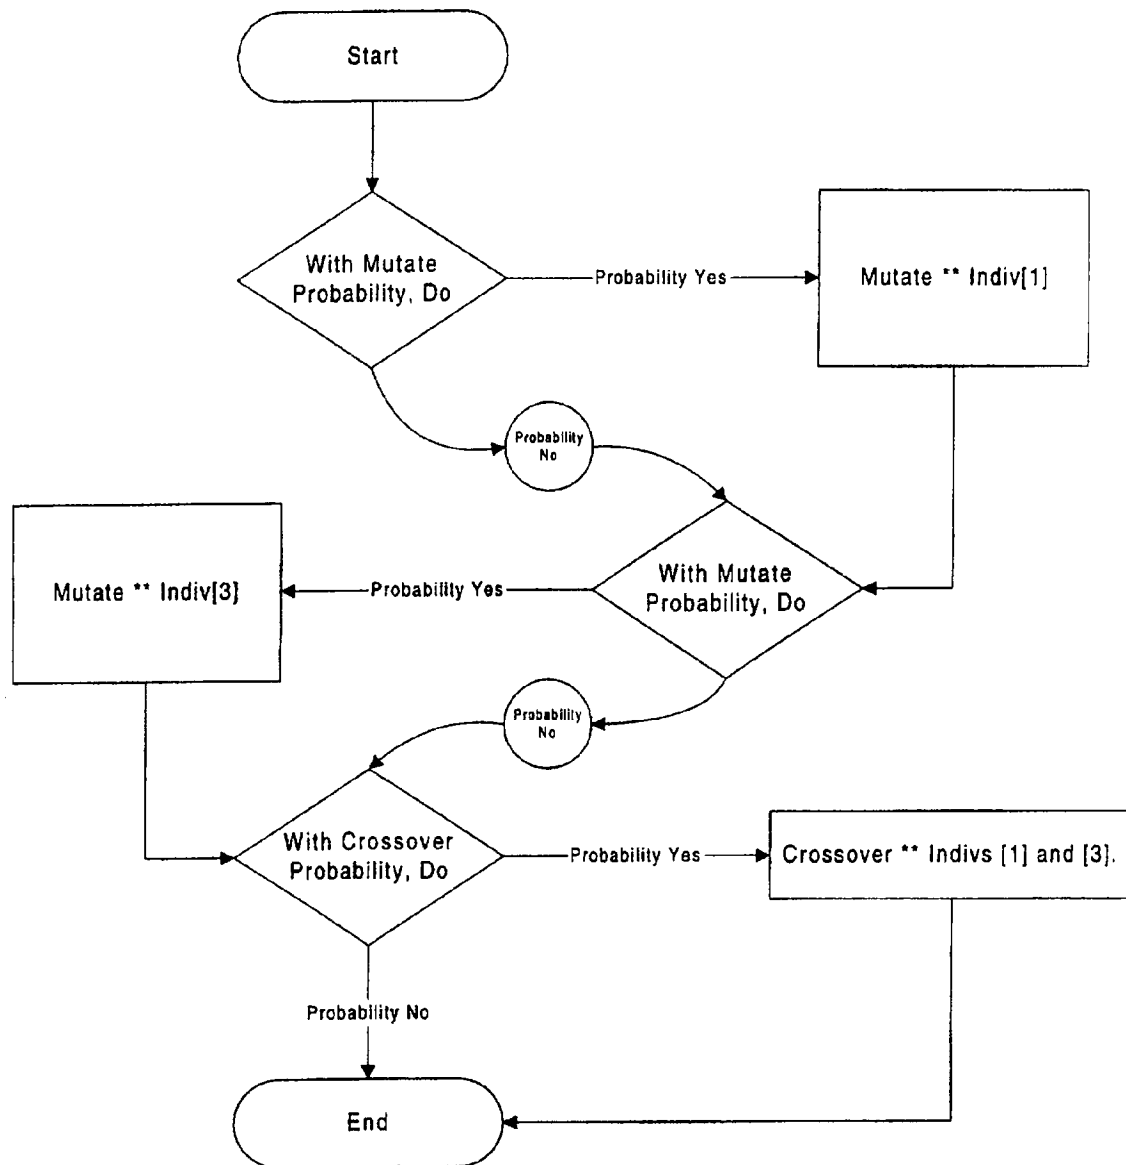 Start
With Mutate
Probability, Do
Probability Yes
Mutate ** Indiv[1]
Probability
No
With Mutate
Probability, Do
Probability Yes
Mutate ** Indiv[3]
Probability
No
With Crossover
Probability, Do
Probability Yes
Crossover ** Indivs [1] and [3].
Probability No
End